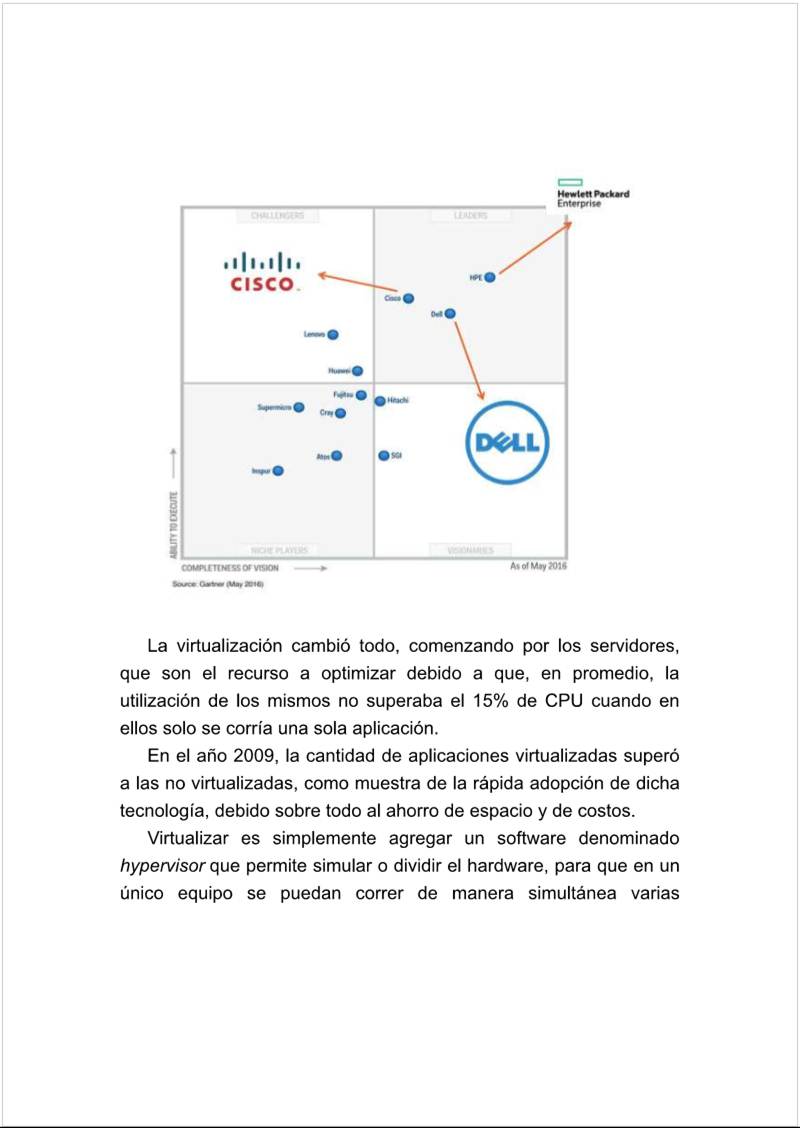 Hewlett Packard
Enterprise
CHALLENGERS
LEADERS
CISCO
HPE
Cisco
Dell
Lenovo
Huawei
Fujitsu
Hitachi
Supermicro
Cray
DELL
Atos
SGI
Inspur
ABILITY TO EXECUTE
NICHE PLAYERS
VISIONARIES
COMPLETENESS OF VISION
As of May 2016
Source: Gartner (May 2016)
La virtualización cambió todo, comenzando por los servidores,
que son el recurso a optimizar debido a que, en promedio, la
utilización de los mismos no superaba el 15% de CPU cuando en
ellos solo se corría una sola aplicación.
En el año 2009, la cantidad de aplicaciones virtualizadas superó
a las no virtualizadas, como muestra de la rápida adopción de dicha
tecnología, debido sobre todo al ahorro de espacio y de costos.
Virtualizar es simplemente agregar un software denominado
hypervisor que permite simular o dividir el hardware, para que en un
único equipo se puedan correr de manera simultánea varias